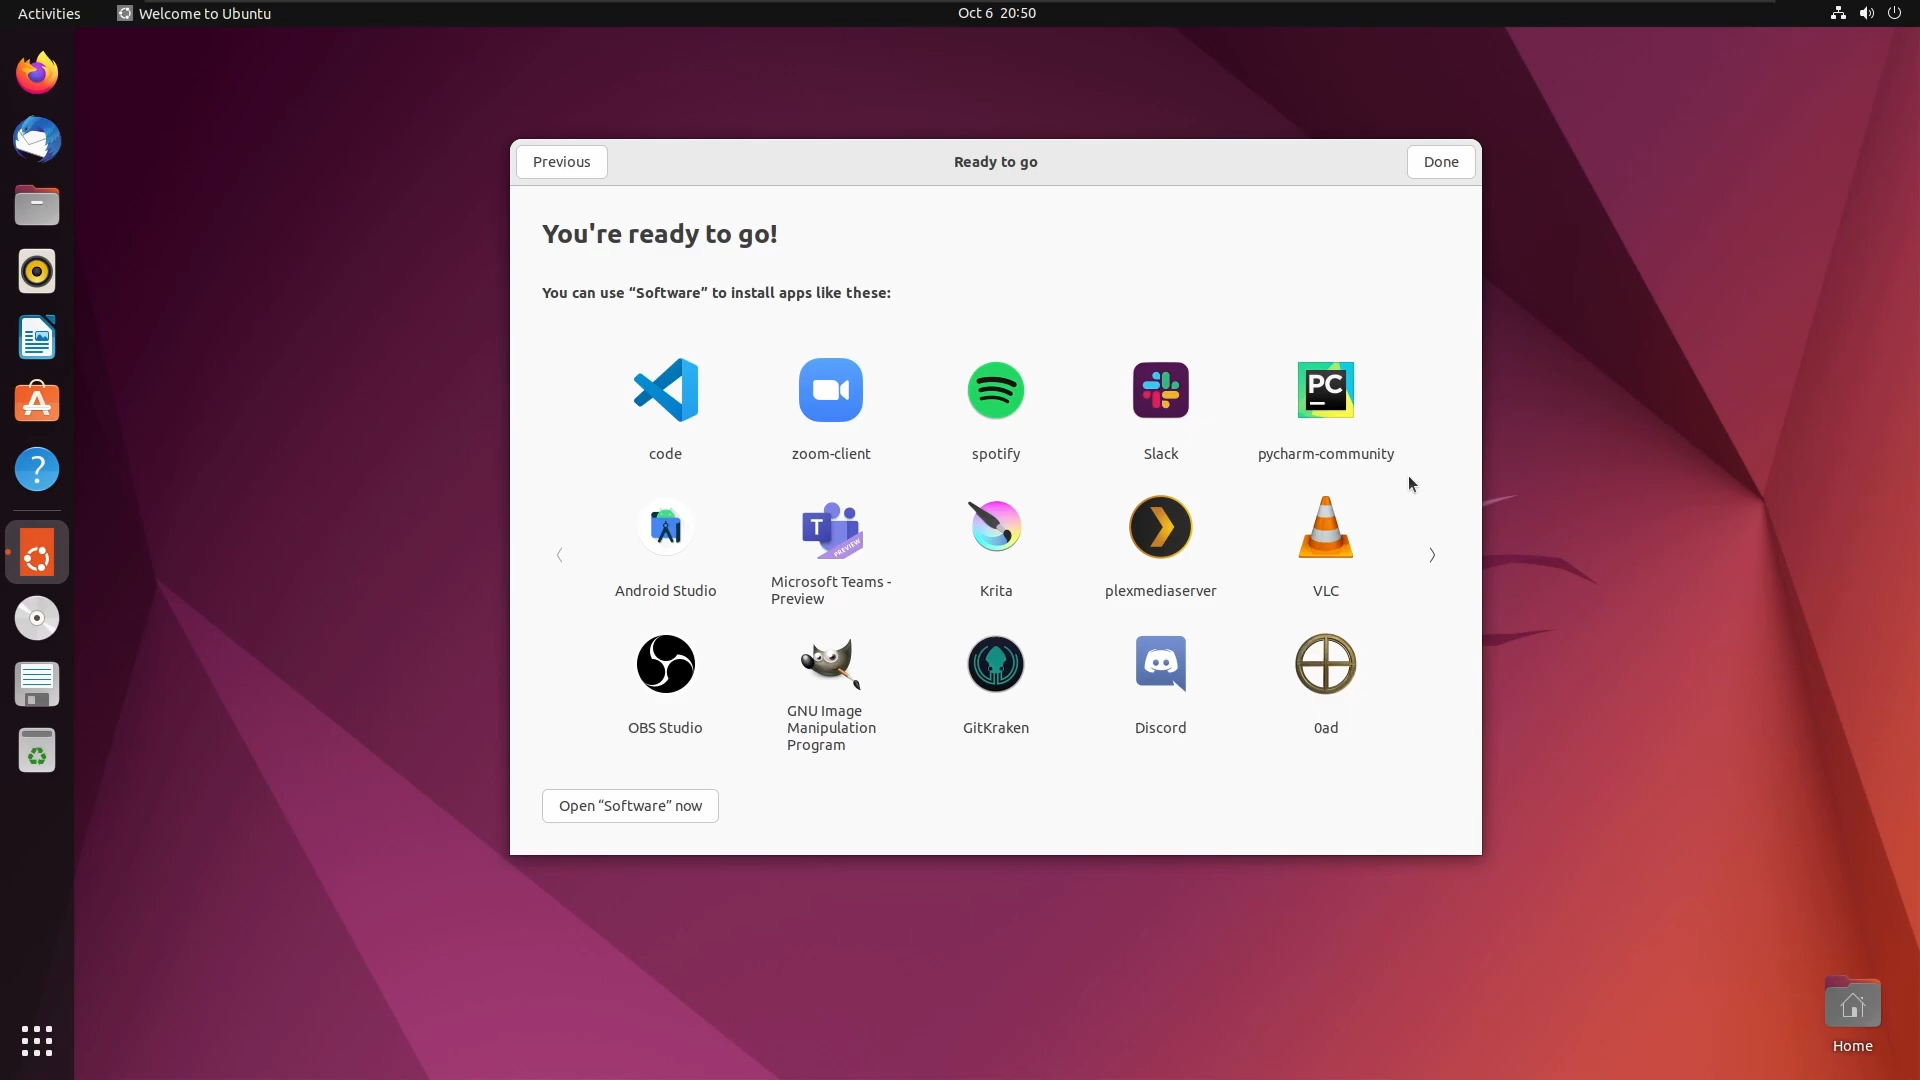 Activities
Welcome to Ubuntu
Oct 6 20:50
Previous
Ready to go
Done
You're ready to go!
You can use “Software” to install apps like these:
PC
code
zoom-client
spotify
Slack
pycharm-community
T
PREVIEW
Android Studio
Microsoft Teams -
Preview
Krita
plexmediaserver
VLC
OBS Studio
GNU Image
Manipulation
Program
GitKraken
Discord
0ad
Open “Software” now
Home